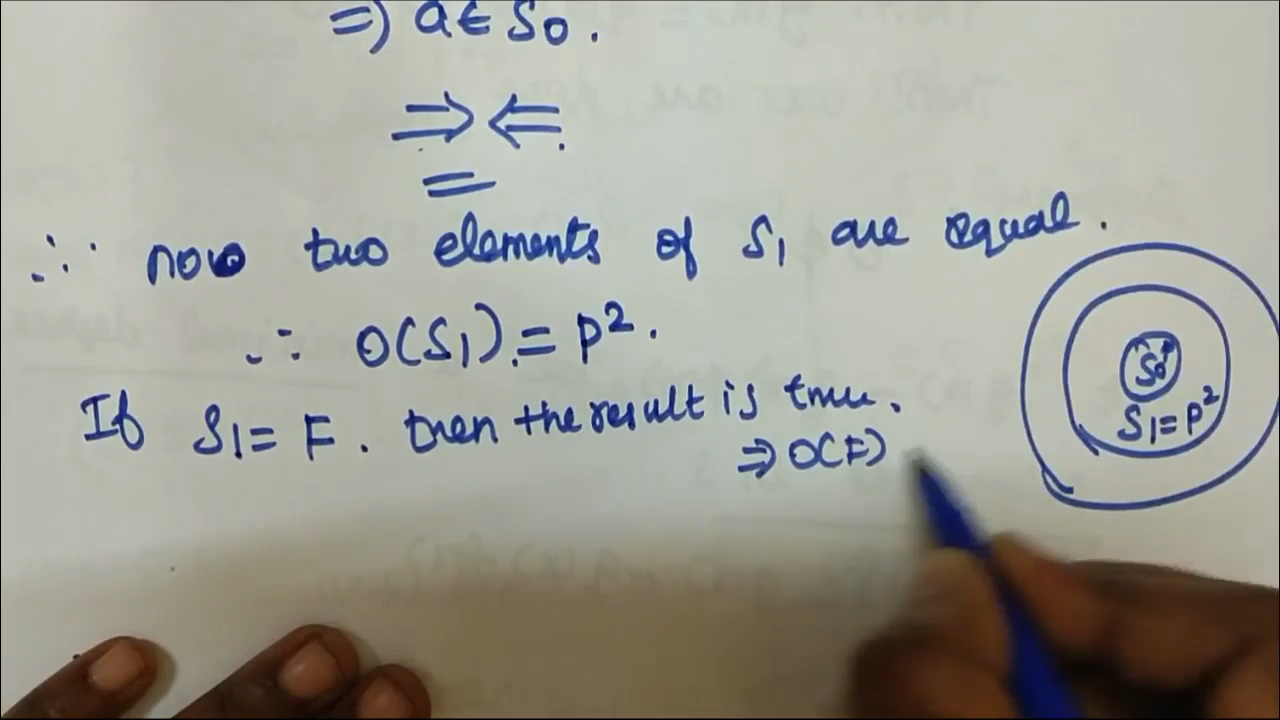 ⇒ a ∈ S₀.
⇒⇐.
∴ now two elements of S₁ are equal.
∴ O(S₁) = p².
If S₁ = F. then the result is true.
⇒ O(F)
S₀
S₁ = p²